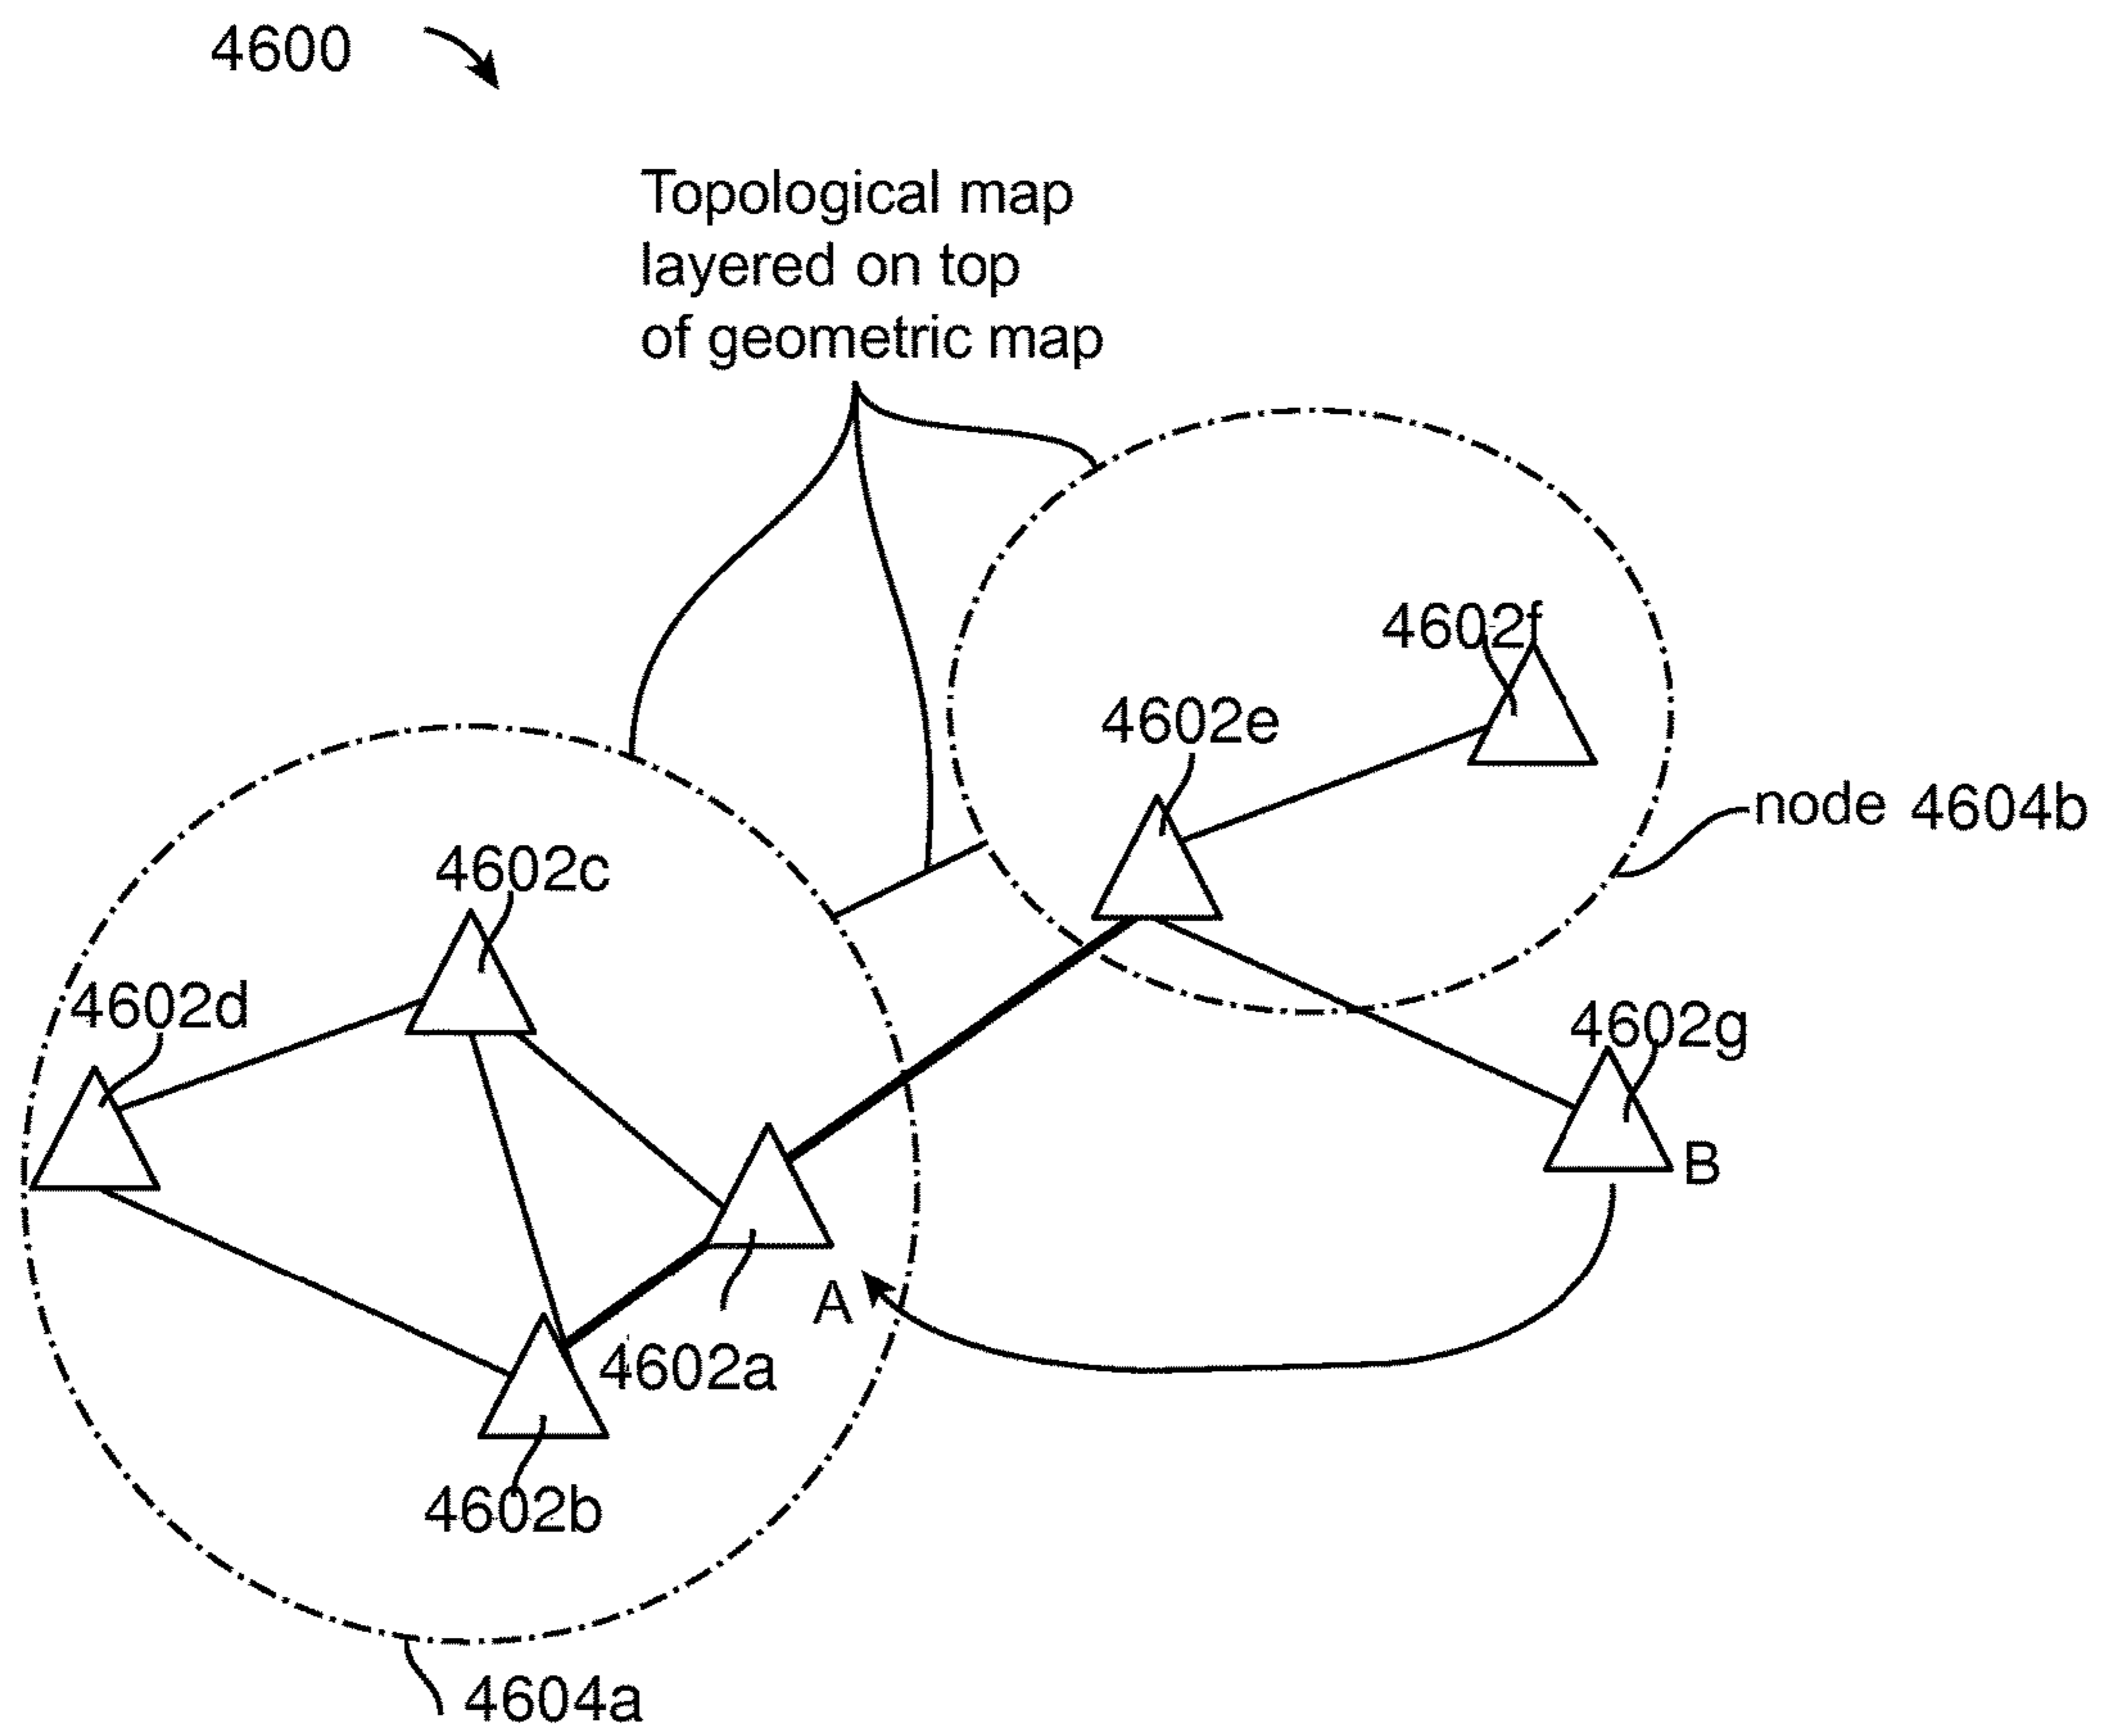 4600
Topological map
layered on top
of geometric map
4602f
4602e
node 4604b
4602c
4602d
4602g
B
A
4602a
4602b
4604a